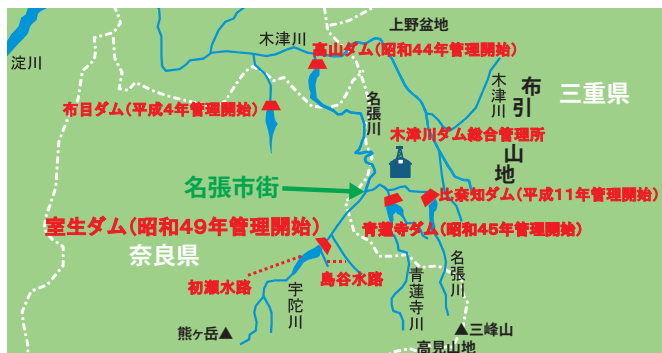 上野盆地
木津川
高山ダム(昭和44年管理開始)
淀川
木津川
布引山地
三重県
名張川
布目ダム(平成4年管理開始)
木津川ダム総合管理所
名張市街
比奈知ダム(平成11年管理開始)
室生ダム(昭和49年管理開始)
青蓮寺ダム(昭和45年管理開始)
奈良県
初瀬水路
島谷水路
宇陀川
青蓮寺川
名張川
熊ヶ岳▲
▲三峰山
高見山地